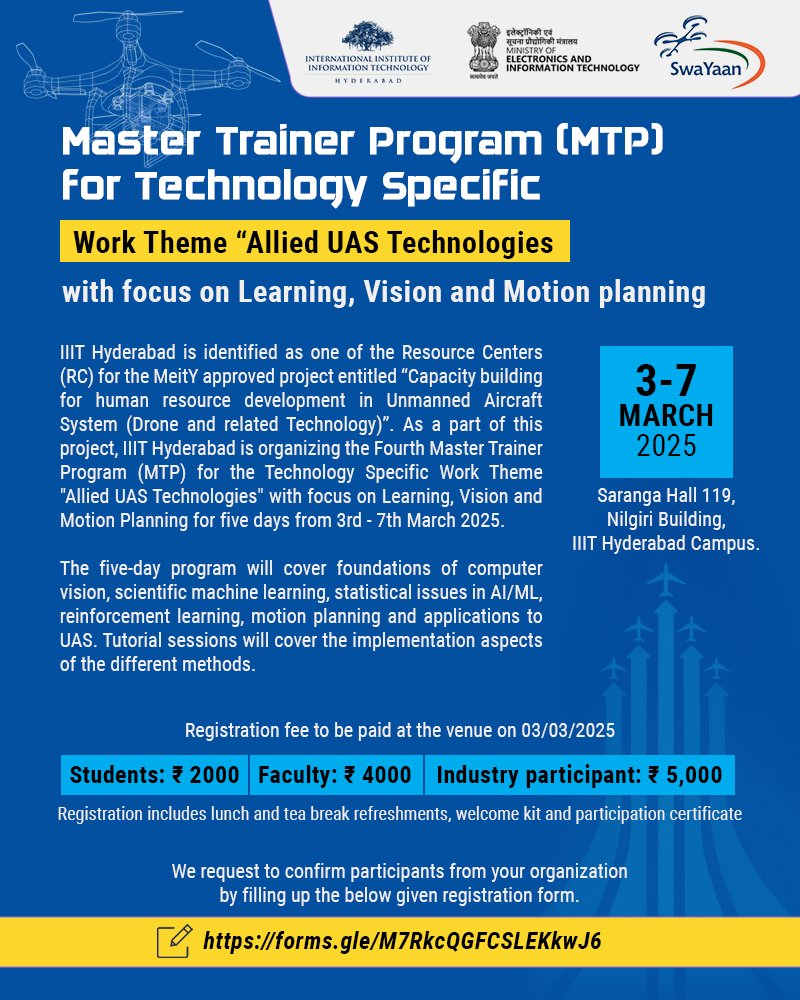 INTERNATIONAL INSTITUTE OF
INFORMATION TECHNOLOGY
HYDERABAD
इलेक्ट्रॉनिकी एवं
सूचना प्रौद्योगिकी मंत्रालय
MINISTRY OF
ELECTRONICS AND
INFORMATION TECHNOLOGY
सत्यमेव जयते
SwaYaan
Master Trainer Program (MTP)
for Technology Specific
Work Theme “Allied UAS Technologies
with focus on Learning, Vision and Motion planning
IIIT Hyderabad is identified as one of the Resource Centers
(RC) for the MeitY approved project entitled “Capacity building
for human resource development in Unmanned Aircraft
System (Drone and related Technology)”. As a part of this
project, IIIT Hyderabad is organizing the Fourth Master Trainer
Program (MTP) for the Technology Specific Work Theme
"Allied UAS Technologies" with focus on Learning, Vision and
Motion Planning for five days from 3rd - 7th March 2025.
The five-day program will cover foundations of computer
vision, scientific machine learning, statistical issues in AI/ML,
reinforcement learning, motion planning and applications to
UAS. Tutorial sessions will cover the implementation aspects
of the different methods.
3-7
MARCH
2025
Saranga Hall 119,
Nilgiri Building,
IIIT Hyderabad Campus.
Registration fee to be paid at the venue on 03/03/2025
Students: ₹ 2000 Faculty: ₹ 4000 Industry participant: ₹ 5,000
Registration includes lunch and tea break refreshments, welcome kit and participation certificate
We request to confirm participants from your organization
by filling up the below given registration form.
https://forms.gle/M7RkcQGFCSLEKkwJ6